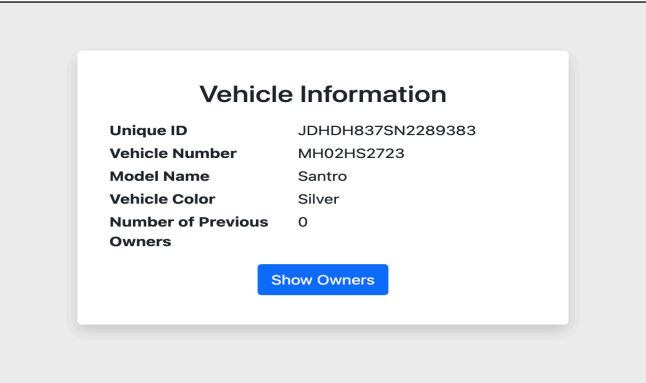 Vehicle Information
Unique ID JDHDH837SN2289383
Vehicle Number MH02HS2723
Model Name Santro
Vehicle Color Silver
Number of Previous 0
Owners
Show Owners